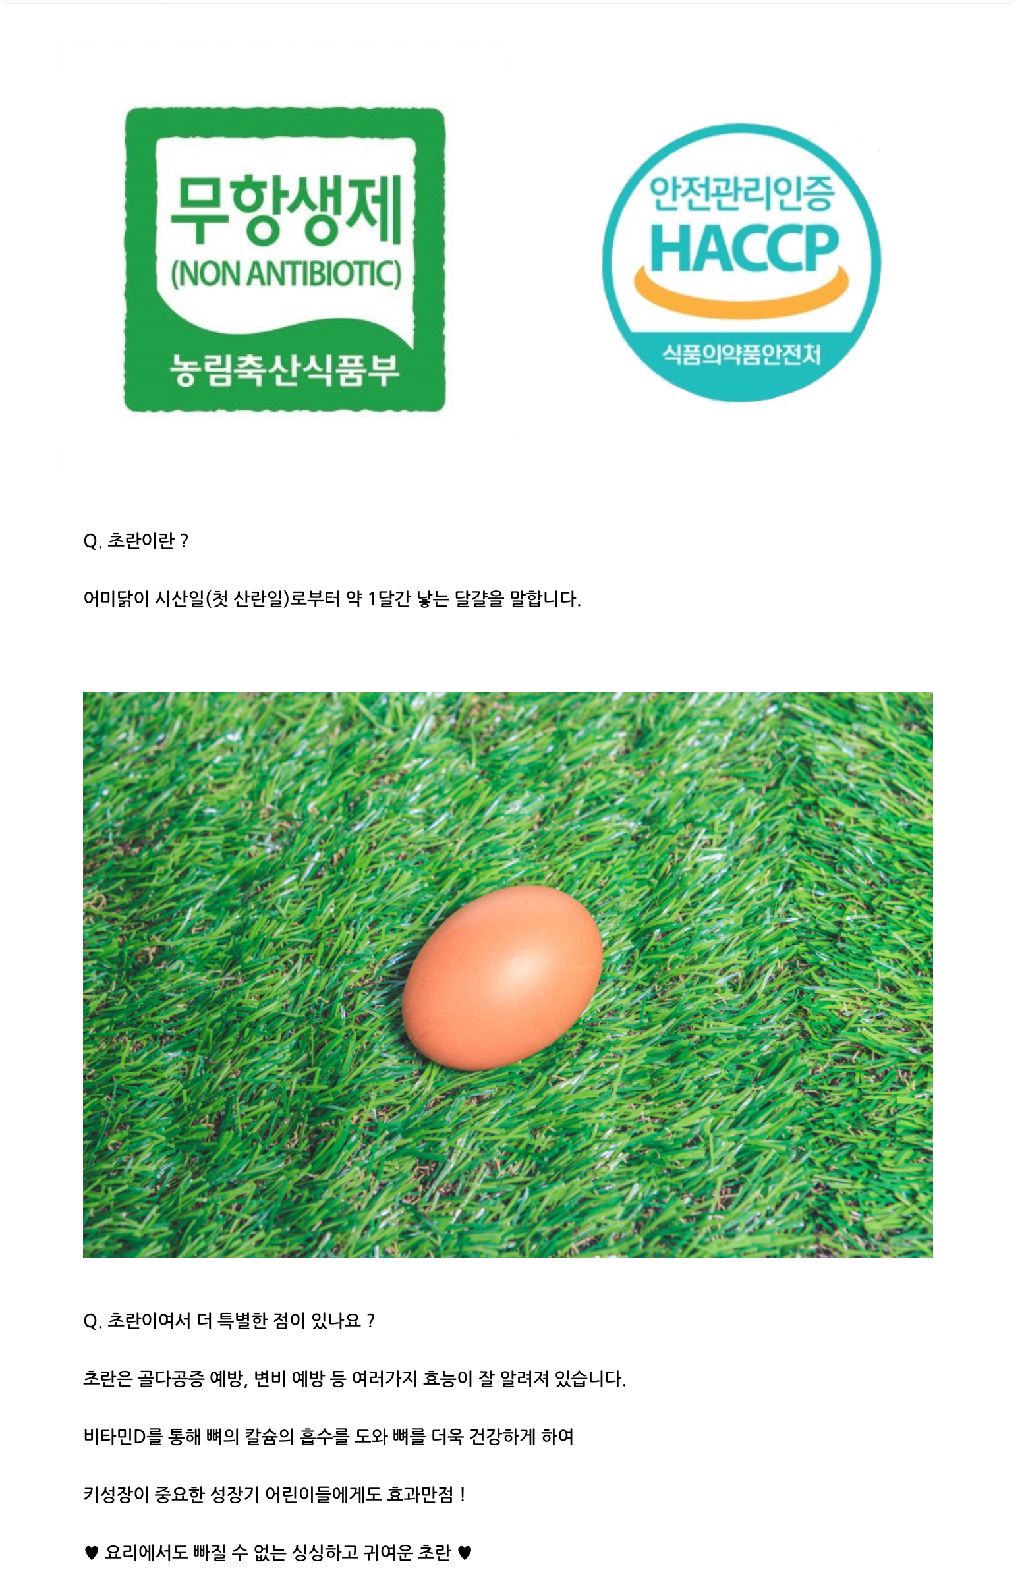 무항생제
(NON ANTIBIOTIC)
농림축산식품부
안전관리인증
HACCP
식품의약품안전처
Q. 초란이란 ?
어미닭이 시산일(첫 산란일)로부터 약 1달간 낳는 달걀을 말합니다.
Q. 초란이여서 더 특별한 점이 있나요 ?
초란은 골다공증 예방, 변비 예방 등 여러가지 효능이 잘 알려져 있습니다.
비타민D를 통해 뼈의 칼슘의 흡수를 도와 뼈를 더욱 건강하게 하여
키성장이 중요한 성장기 어린이들에게도 효과만점 !
♥ 요리에서도 빠질 수 없는 싱싱하고 귀여운 초란 ♥